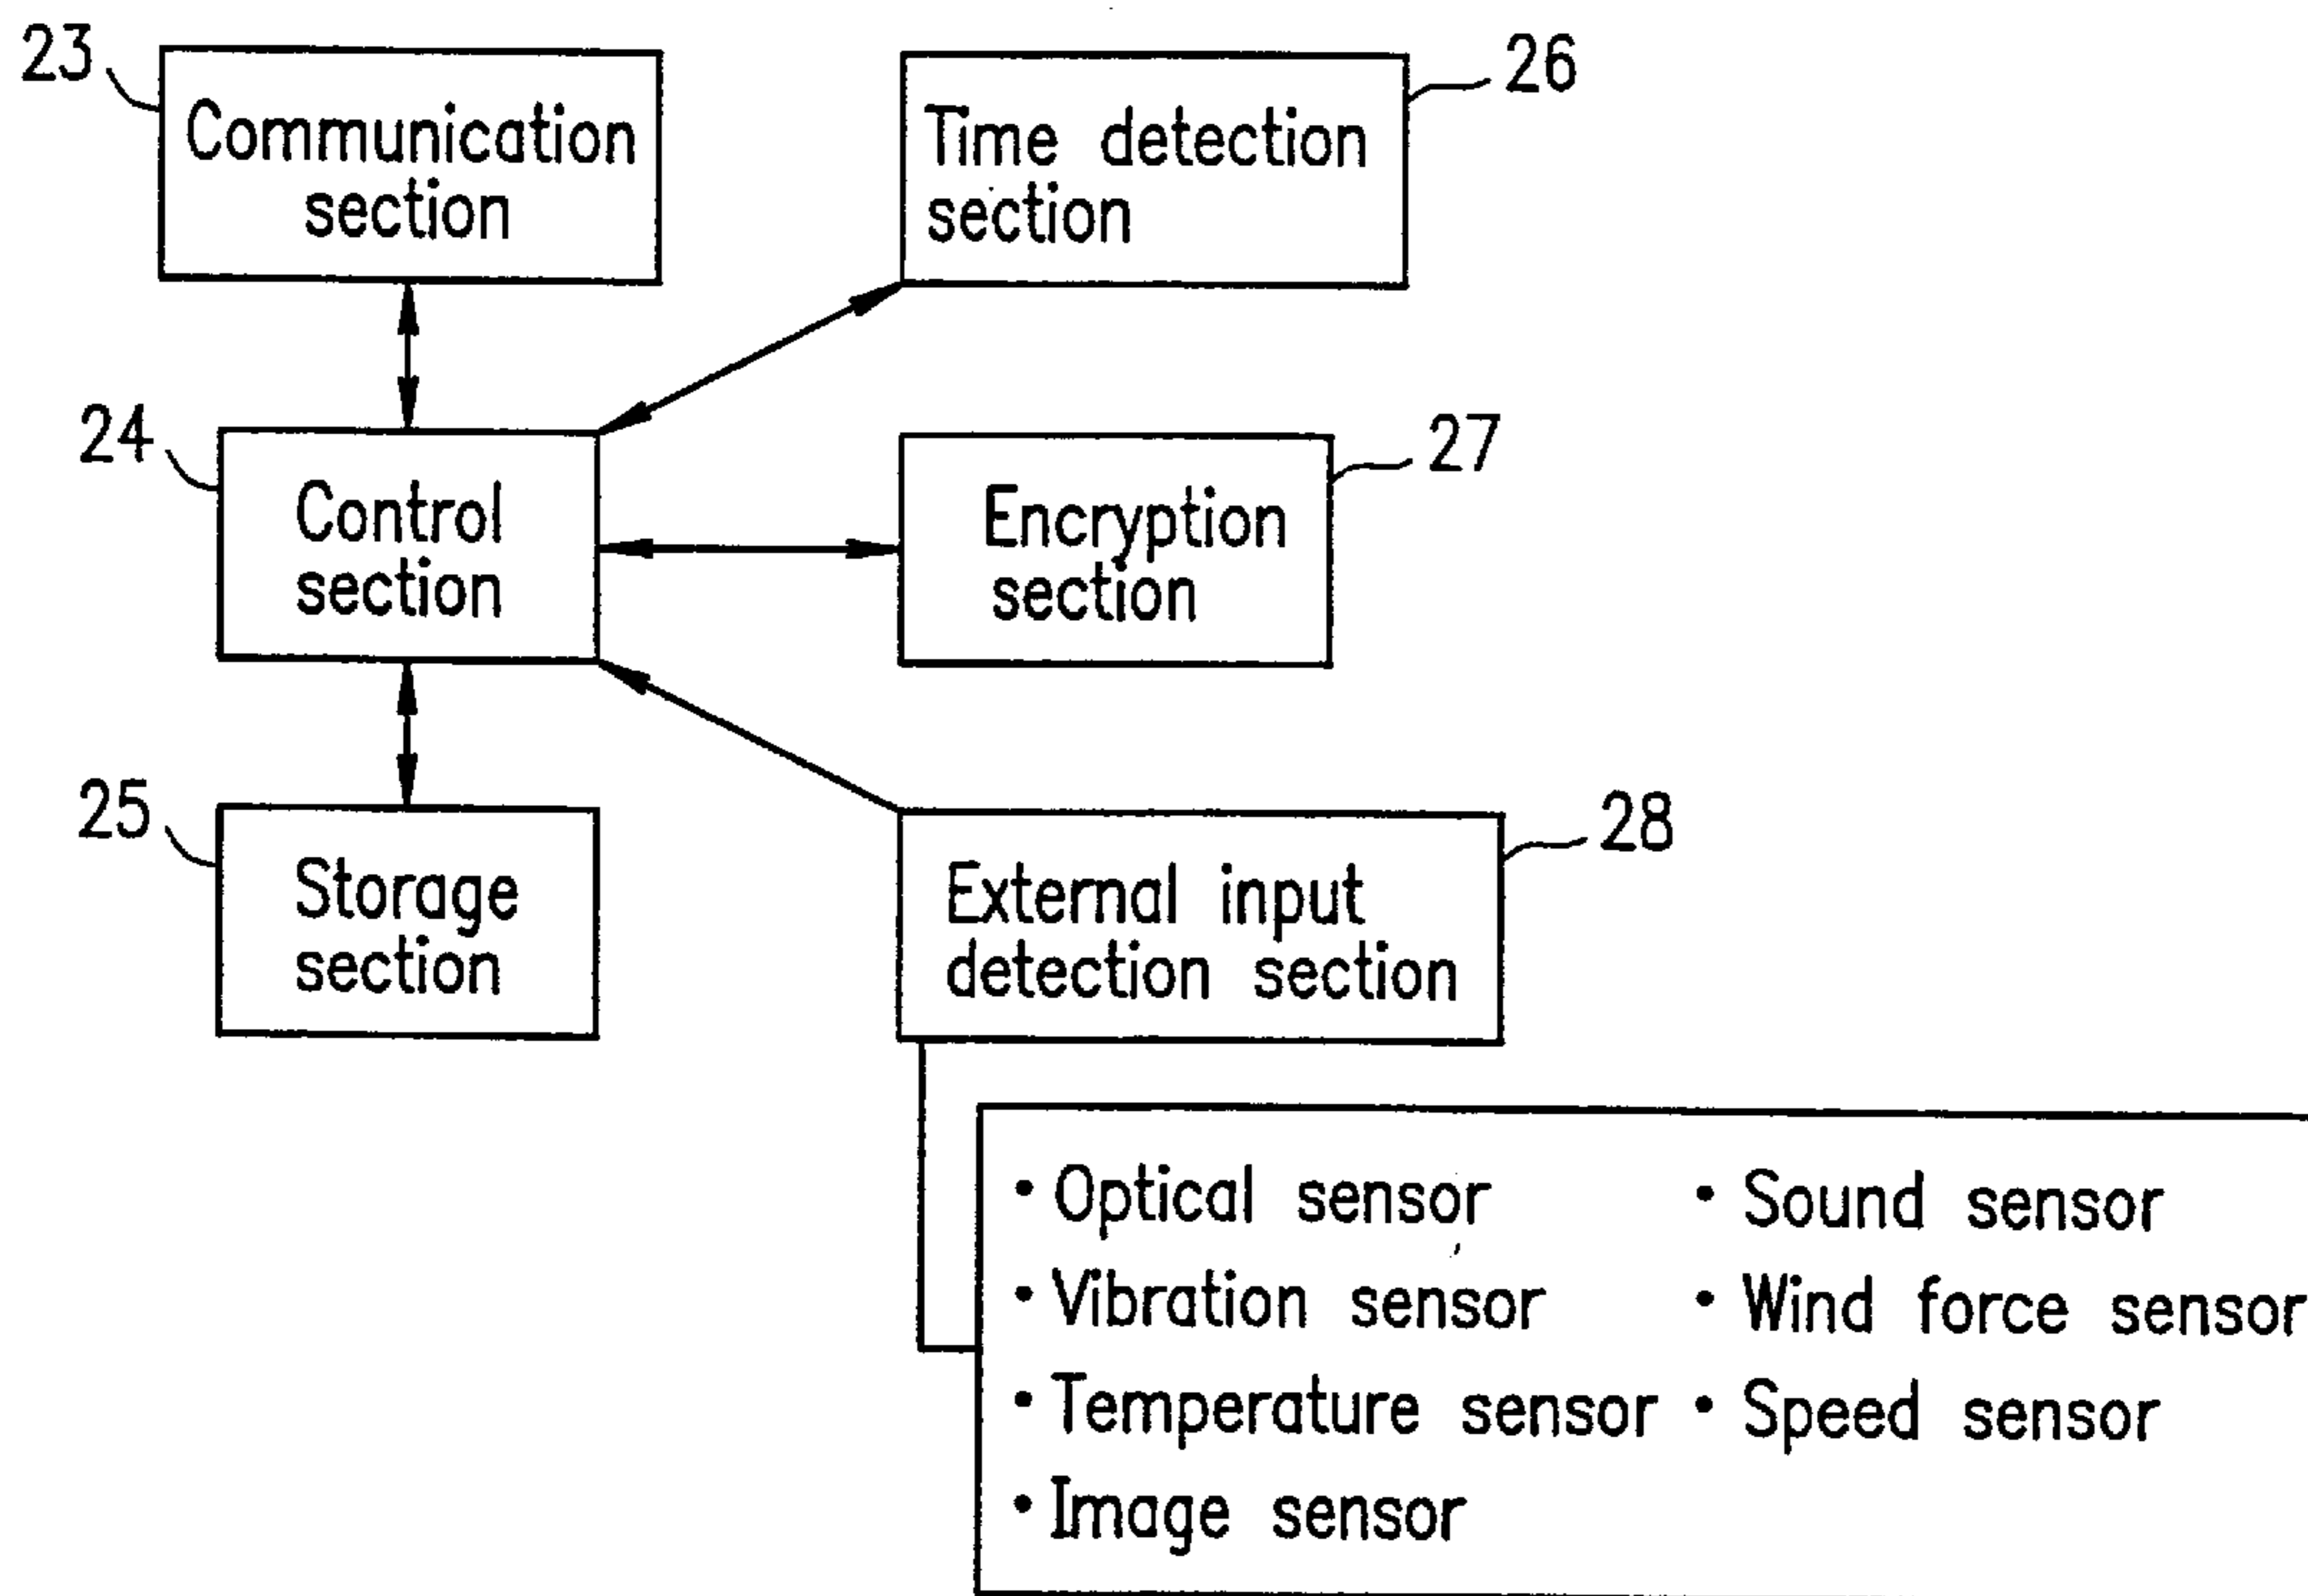 23
Communication
section
26
Time detection
section
24
Control
section
27
Encryption
section
25
Storage
section
28
External input
detection section
• Optical sensor
• Sound sensor
• Vibration sensor
• Wind force sensor
• Temperature sensor
• Speed sensor
• Image sensor